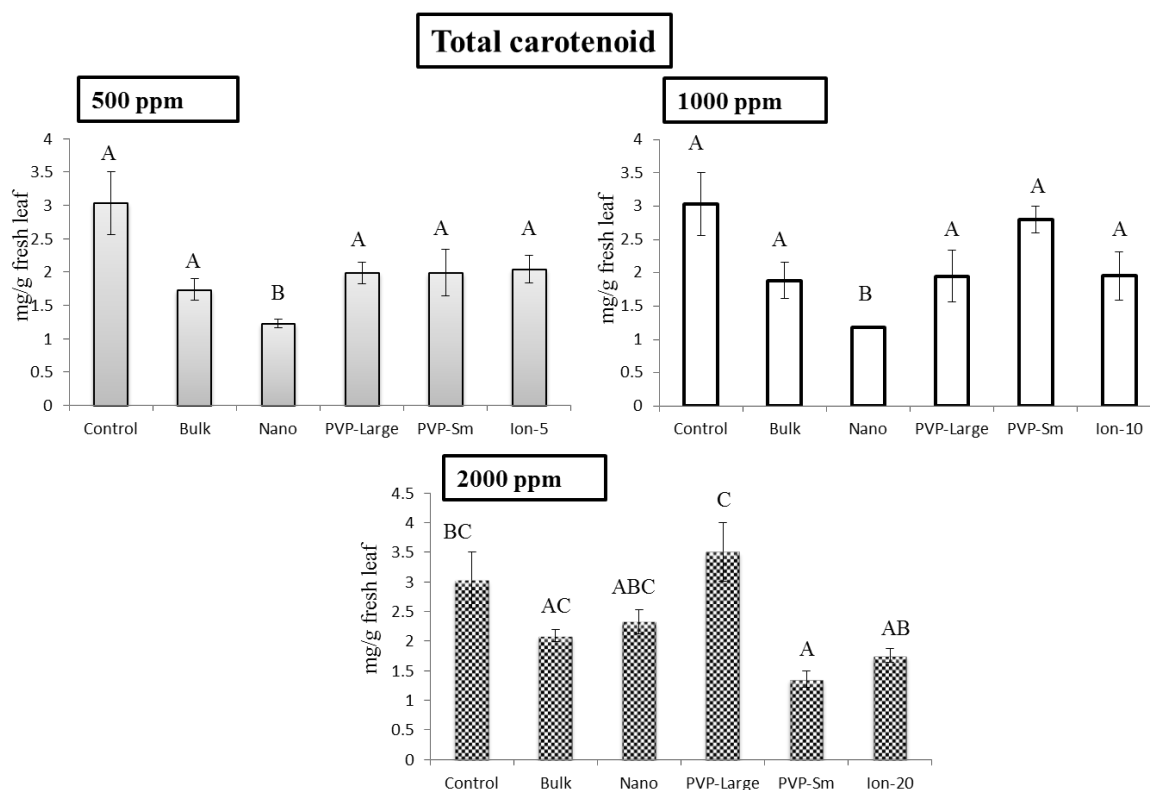 Total carotenoid
500 ppm
mg/g fresh leaf
4
3.5
3
2.5
2
1.5
1
0.5
0
A
A
B
A
A
A
Control Bulk Nano PVP-Large PVP-Sm Ion-5
1000 ppm
mg/g fresh leaf
4
3.5
3
2.5
2
1.5
1
0.5
0
A
A
B
A
A
A
Control Bulk Nano PVP-Large PVP-Sm Ion-10
2000 ppm
mg/g fresh leaf
4.5
4
3.5
3
2.5
2
1.5
1
0.5
0
BC
AC
ABC
C
A
AB
Control Bulk Nano PVP-Large PVP-Sm Ion-20